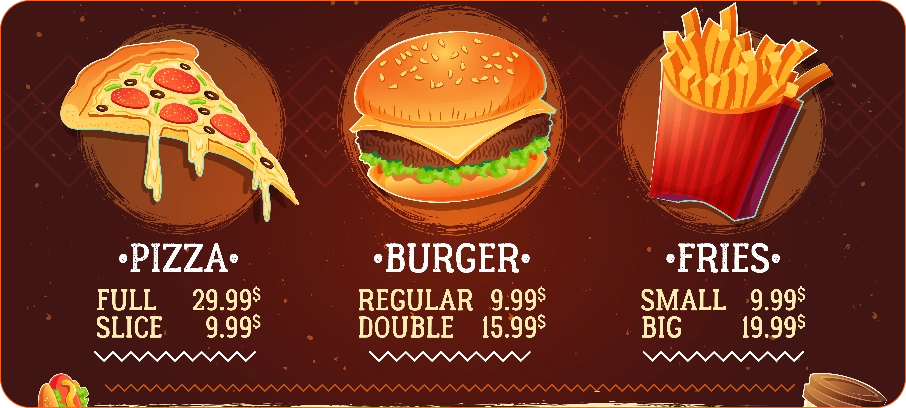 •PIZZA•
FULL 29.99$
SLICE 9.99$
•BURGER•
REGULAR 9.99$
DOUBLE 15.99$
•FRIES•
SMALL 9.99$
BIG 19.99$